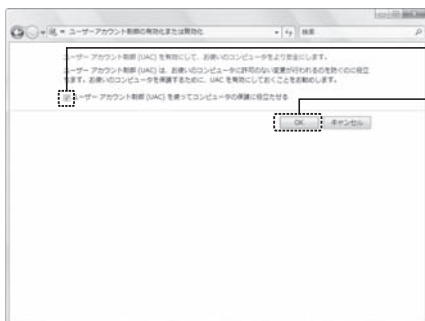 ユーザーアカウント制御の有効化または無効化
検索
ユーザー アカウント制御 (UAC) を有効にして、お使いのコンピュータをより安全にします。
ユーザー アカウント制御 (UAC) は、お使いのコンピュータに許可のない変更が行われるのを防ぐのに役立
ちます。お使いのコンピュータを保護するために、UAC を有効にしておくことをお勧めします。
ユーザー アカウント制御 (UAC) を使ってコンピュータの保護に役立たせる
OK
キャンセル